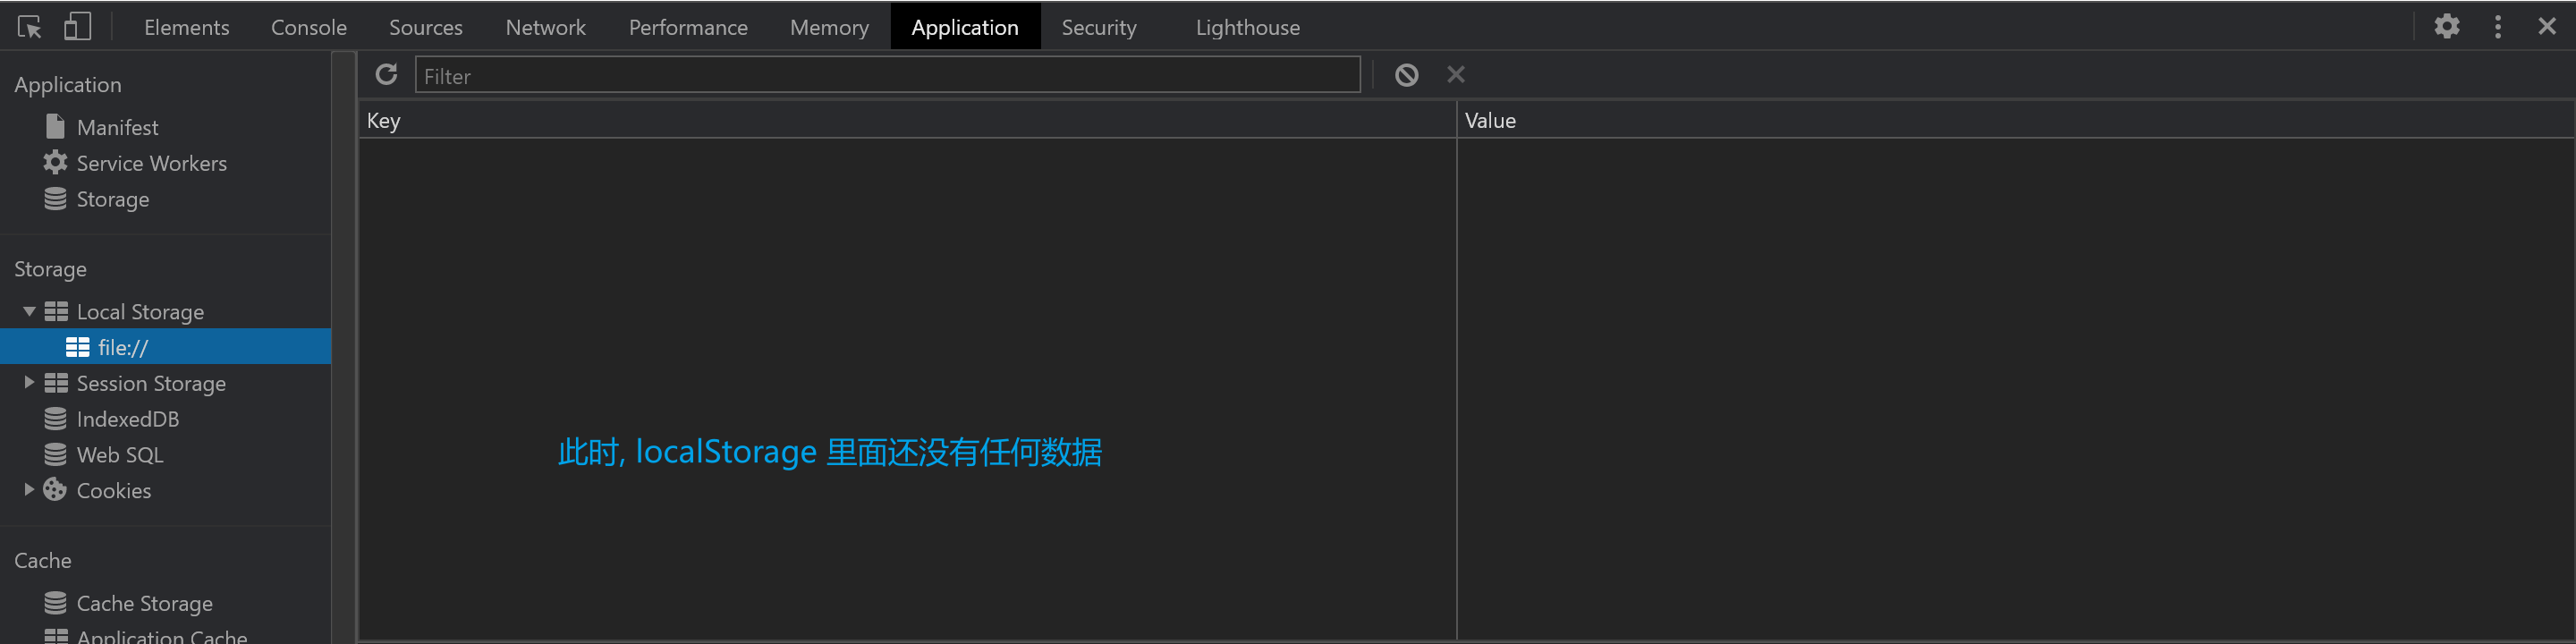 Elements Console Sources Network Performance Memory Application Security Lighthouse
Application
Manifest
Service Workers
Storage
Storage
Local Storage
file://
Session Storage
IndexedDB
Web SQL
Cookies
Cache
Cache Storage
Application Cache
Filter
Key Value
此时, localStorage 里面还没有任何数据